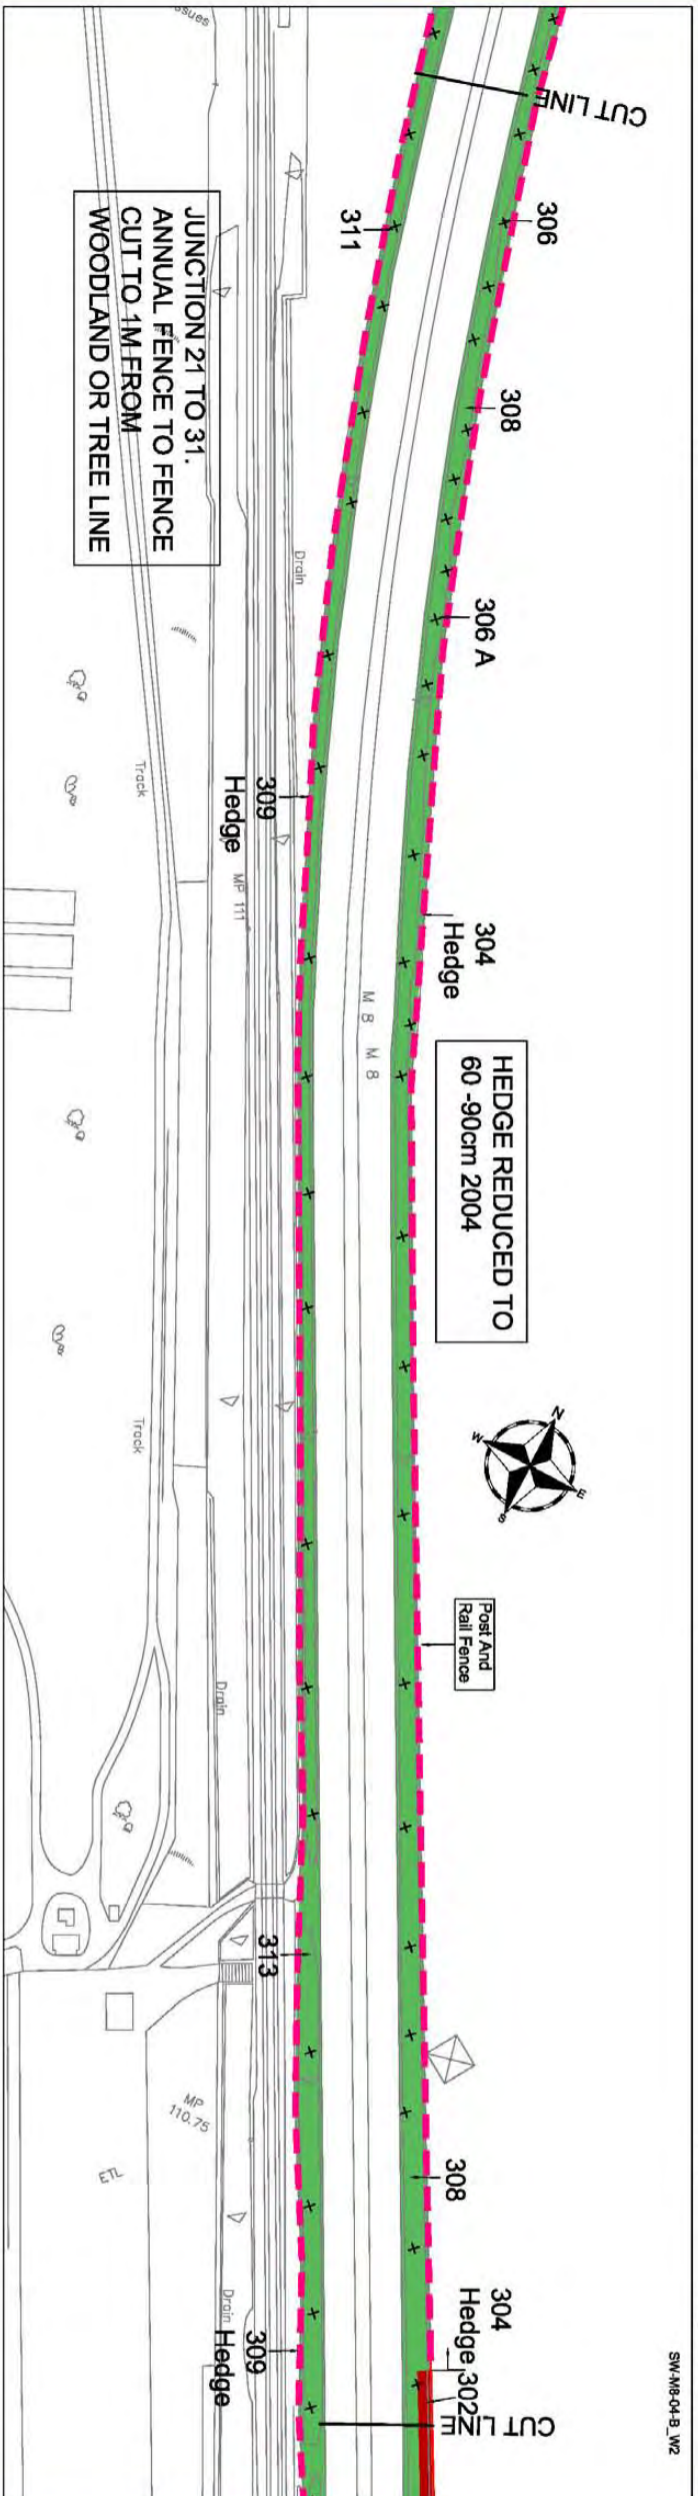 SW-M8-04-B_W2
CUT LINE
306
308
306 A
304
Hedge
HEDGE REDUCED TO
60 -90cm 2004
N
E
S
W
Post And
Rail Fence
308
304
Hedge
302
CUT LINE
311
309
Hedge
M 8
M 8
313
309
Hedge
JUNCTION 21 TO 31.
ANNUAL FENCE TO FENCE
CUT TO 1M FROM
WOODLAND OR TREE LINE
Drain
MP 111
Track
Track
Drain
MP
110.75
ETL
Drain